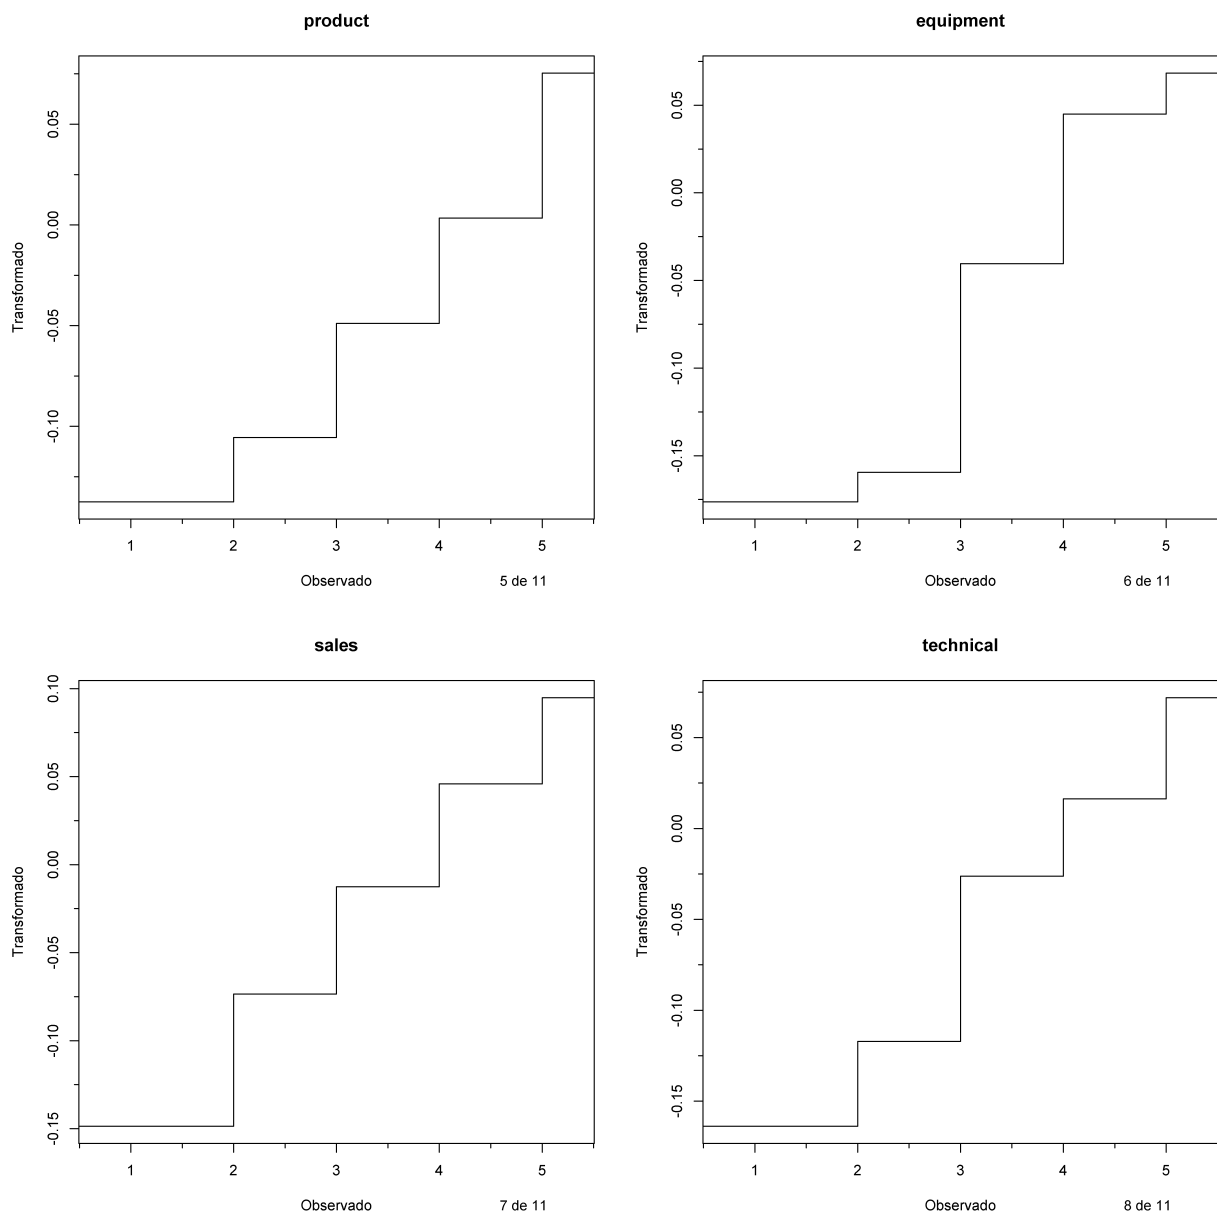 product
Transformado
0.05
0.00
-0.05
-0.10
1 2 3 4 5
Observado
5 de 11
equipment
Transformado
0.05
0.00
-0.05
-0.10
-0.15
1 2 3 4 5
Observado
6 de 11
sales
Transformado
0.10
0.05
0.00
-0.05
-0.10
-0.15
1 2 3 4 5
Observado
7 de 11
technical
Transformado
0.05
0.00
-0.05
-0.10
-0.15
1 2 3 4 5
Observado
8 de 11